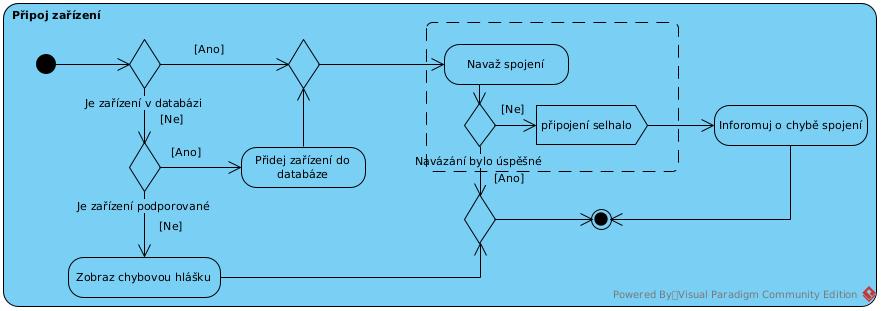 Připoj zařízení
[Ano]
Je zařízení v databázi
[Ne]
[Ano]
Přidej zařízení do
databáze
Je zařízení podporované
[Ne]
Zobraz chybovou hlášku
Navaž spojení
[Ne]
připojení selhalo
Navázání bylo úspěšné
[Ano]
Inforomuj o chybě spojení
Powered By Visual Paradigm Community Edition